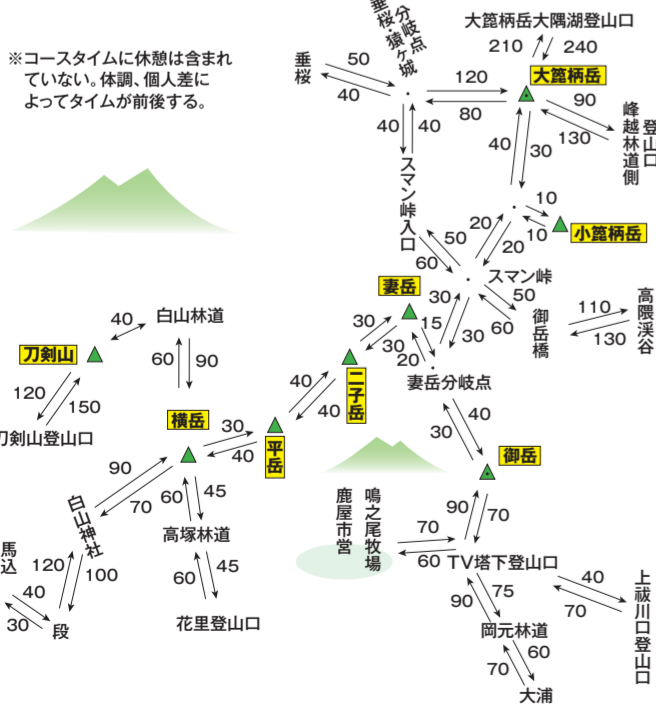 ※コースタイムに休憩は含まれ
ていない。体調、個人差に
よってタイムが前後する。
分岐点
垂桜・猿ヶ城
大箆柄岳大隅湖登山口
210
240
垂桜
50
40
120
80
大箆柄岳
90
130
登山口
峰越林道側
40
40
40
30
スマン峠入口
10
10
小箆柄岳
20
20
50
60
スマン峠
50
60
御岳橋
110
130
高隈渓谷
妻岳
30
30
15
20
30
30
妻岳分岐点
白山林道
40
刀剣山
60
90
120
150
刀剣山登山口
二子岳
40
40
横岳
30
40
平岳
40
30
御岳
90
70
白山神社
60
45
高塚林道
60
45
花里登山口
120
100
馬込
40
30
段
鳴之尾牧場
鹿屋市営
70
60
90
70
TV塔下登山口
40
70
上祓川口登山口
75
90
岡元林道
60
70
大浦